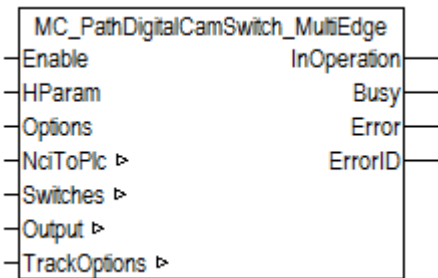 MC_PathDigitalCamSwitch_MultiEdge
Enable InOperation
HParam Busy
Options Error
NciToPlc ErrorID
Switches
Output
TrackOptions